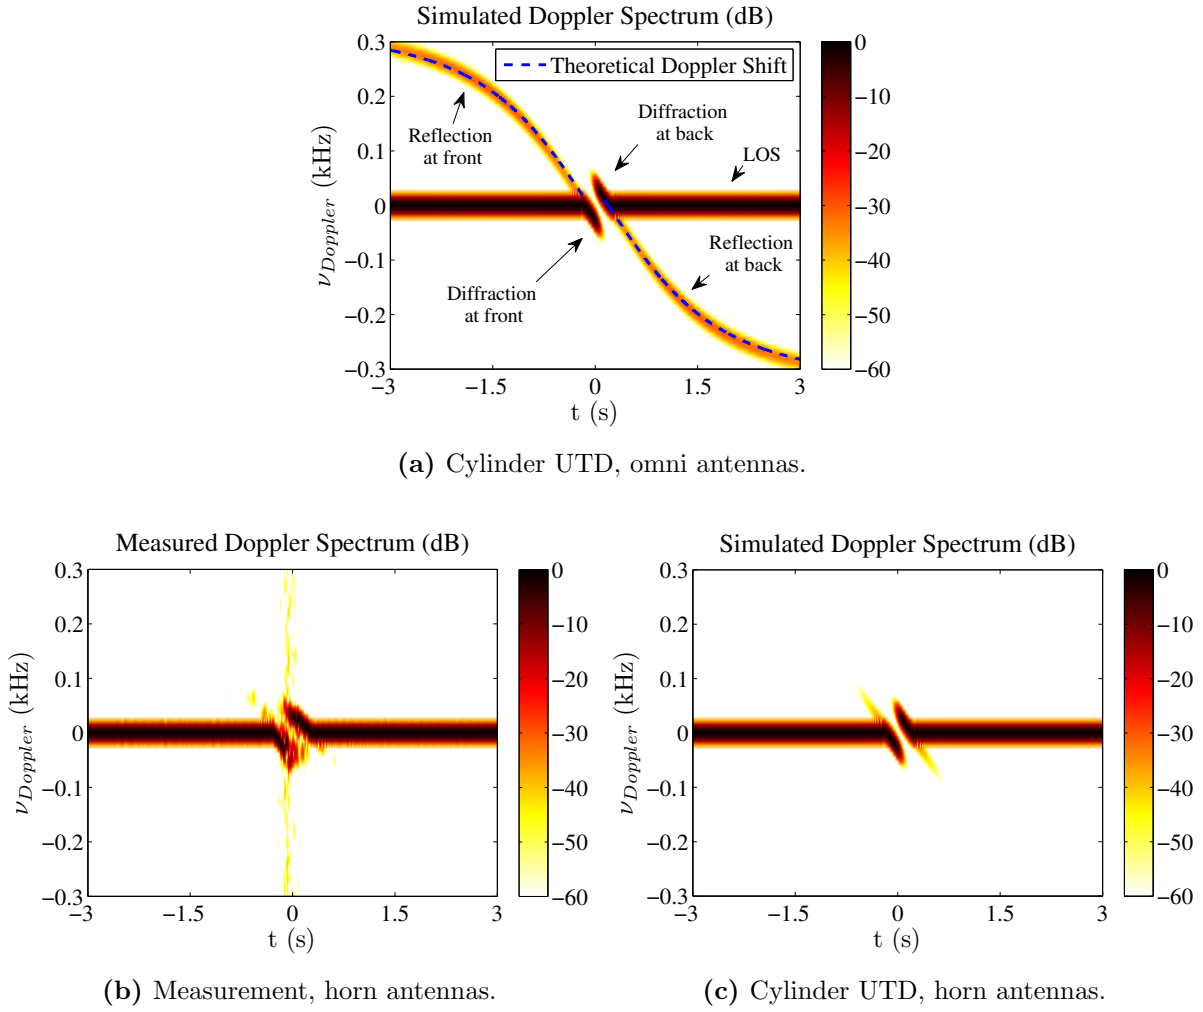 Simulated Doppler Spectrum (dB)
0.3
0.2
0.1
0
−0.1
−0.2
−0.3
ν_Doppler (kHz)
Theoretical Doppler Shift
Reflection
at front
Diffraction
at back
LOS
Diffraction
at front
Reflection
at back
−3
−1.5
0
1.5
3
t (s)
0
−10
−20
−30
−40
−50
−60
(a) Cylinder UTD, omni antennas.
Measured Doppler Spectrum (dB)
0.3
0.2
0.1
0
−0.1
−0.2
−0.3
ν_Doppler (kHz)
−3
−1.5
0
1.5
3
t (s)
0
−10
−20
−30
−40
−50
−60
(b) Measurement, horn antennas.
Simulated Doppler Spectrum (dB)
0.3
0.2
0.1
0
−0.1
−0.2
−0.3
ν_Doppler (kHz)
−3
−1.5
0
1.5
3
t (s)
0
−10
−20
−30
−40
−50
−60
(c) Cylinder UTD, horn antennas.